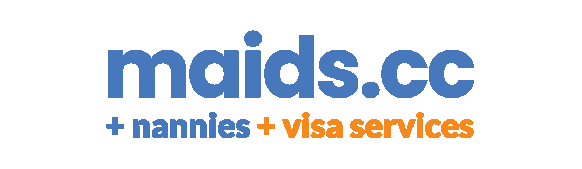 maids.cc
+ nannies + visa services